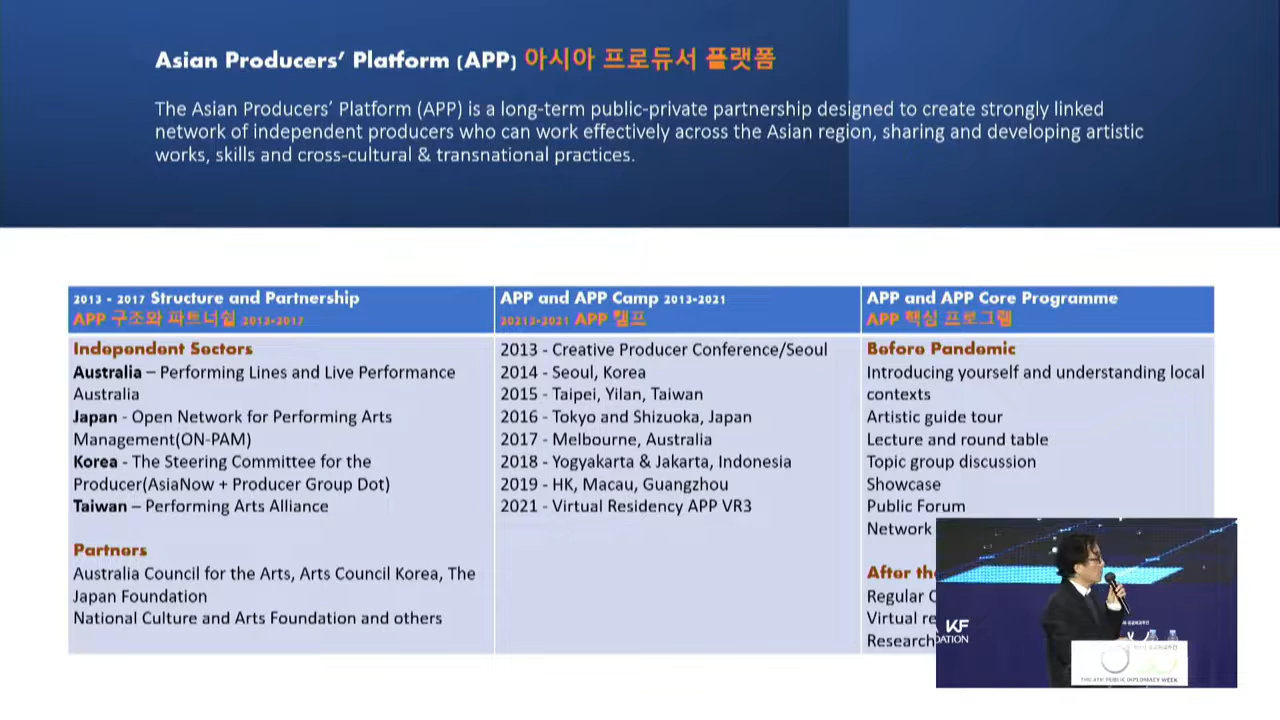 Asian Producers’ Platform (APP) 아시아 프로듀서 플랫폼
The Asian Producers’ Platform (APP) is a long-term public-private partnership designed to create strongly linked
network of independent producers who can work effectively across the Asian region, sharing and developing artistic
works, skills and cross-cultural & transnational practices.
2013 - 2017 Structure and Partnership
APP 구조와 파트너쉽 2013-2017
Independent Sectors
Australia – Performing Lines and Live Performance
Australia
Japan - Open Network for Performing Arts
Management(ON-PAM)
Korea - The Steering Committee for the
Producer(AsiaNow + Producer Group Dot)
Taiwan – Performing Arts Alliance
Partners
Australia Council for the Arts, Arts Council Korea, The
Japan Foundation
National Culture and Arts Foundation and others
APP and APP Camp 2013-2021
20213-2021 APP 캠프
2013 - Creative Producer Conference/Seoul
2014 - Seoul, Korea
2015 - Taipei, Yilan, Taiwan
2016 - Tokyo and Shizuoka, Japan
2017 - Melbourne, Australia
2018 - Yogyakarta & Jakarta, Indonesia
2019 - HK, Macau, Guangzhou
2021 - Virtual Residency APP VR3
APP and APP Core Programme
APP 핵심 프로그램
Before Pandemic
Introducing yourself and understanding local
contexts
Artistic guide tour
Lecture and round table
Topic group discussion
Showcase
Public Forum
Network
After the
Regular
Virtual
Research
KF
THE 4TH PUBLIC DIPLOMACY WEEK